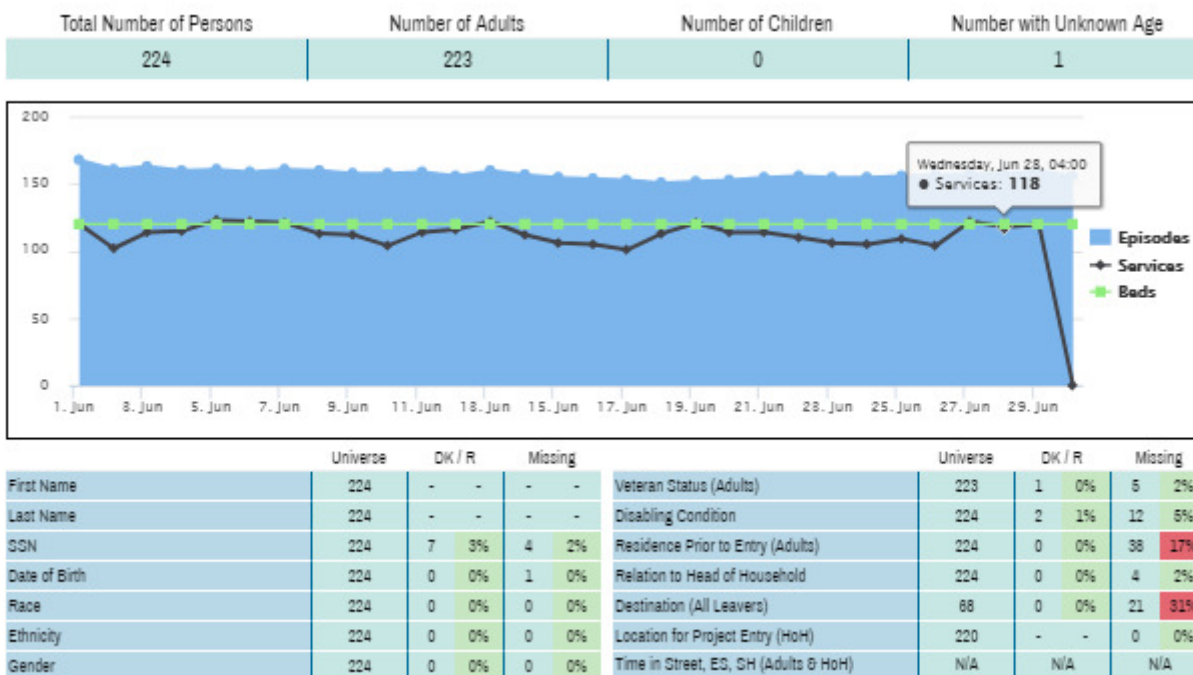 Total Number of Persons Number of Adults Number of Children Number with Unknown Age
224 223 0 1
200
150
100
50
0
Wednesday, Jun 28, 04:00
Services: 118
Episodes
Services
Beds
1. Jun 3. Jun 5. Jun 7. Jun 9. Jun 11. Jun 13. Jun 15. Jun 17. Jun 19. Jun 21. Jun 23. Jun 25. Jun 27. Jun 29. Jun
Universe DK / R Missing Universe DK / R Missing
First Name 224 - - - - Veteran Status (Adults) 223 1 0% 5 2%
Last Name 224 - - - - Disabling Condition 224 2 1% 12 5%
SSN 224 7 3% 4 2% Residence Prior to Entry (Adults) 224 0 0% 38 17%
Date of Birth 224 0 0% 1 0% Relation to Head of Household 224 0 0% 4 2%
Race 224 0 0% 0 0% Destination (All Leavers) 68 0 0% 21 31%
Ethnicity 224 0 0% 0 0% Location for Project Entry (HoH) 220 - - 0 0%
Gender 224 0 0% 0 0% Time in Street, ES, SH (Adults & HoH) N/A N/A N/A